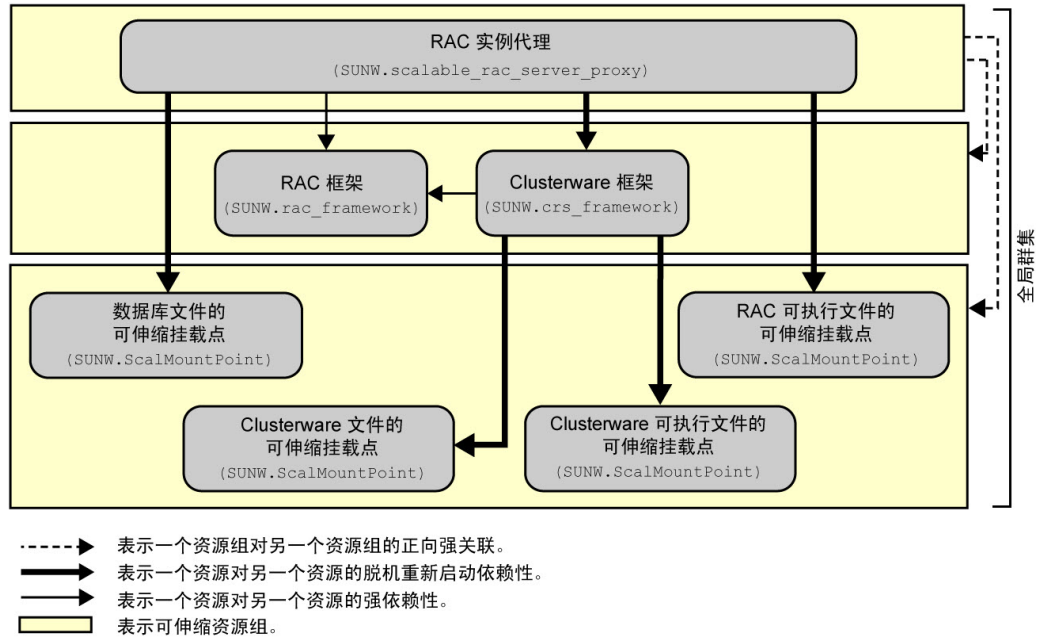 RAC 实例代理
(SUNW.scalable_rac_server_proxy)
RAC 框架
(SUNW.rac_framework)
Clusterware 框架
(SUNW.crs_framework)
数据库文件的
可伸缩挂载点
(SUNW.ScalMountPoint)
RAC 可执行文件的
可伸缩挂载点
(SUNW.ScalMountPoint)
Clusterware 文件的
可伸缩挂载点
(SUNW.ScalMountPoint)
Clusterware 可执行文件的
可伸缩挂载点
(SUNW.ScalMountPoint)
全局群集
表示一个资源组对另一个资源组的正向强关联。
表示一个资源对另一个资源的脱机重新启动依赖性。
表示一个资源对另一个资源的强依赖性。
表示可伸缩资源组。